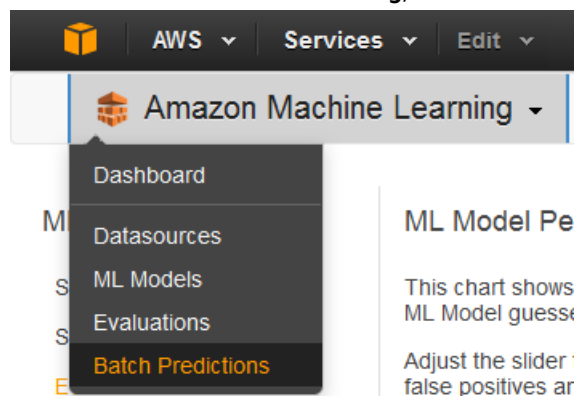 AWS Services Edit
Amazon Machine Learning
Dashboard
Datasources
ML Models
Evaluations
Batch Predictions
ML Model Pe
This chart shows
ML Model guesse
Adjust the slider
false positives an